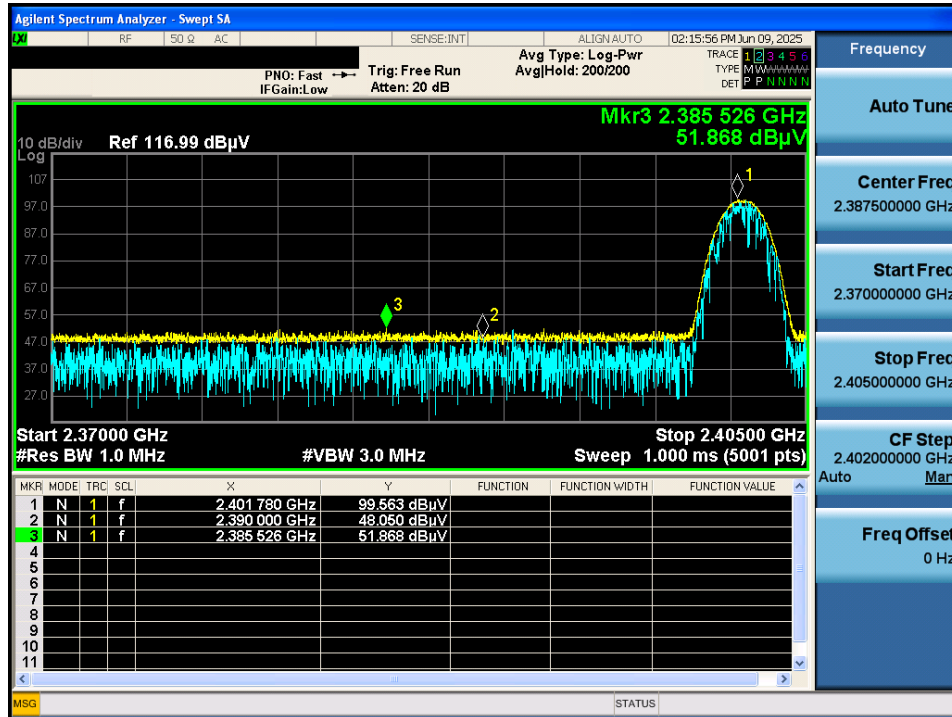 Agilent Spectrum Analyzer - Swept SA
LXI RF 50 Ω AC SENSE:INT ALIGN AUTO 02:15:56 PM Jun 09, 2025
PNO: Fast Trig: Free Run Avg Type: Log-Pwr TRACE 1 2 3 4 5 6
IFGain:Low Atten: 20 dB Avg|Hold: 200/200 TYPE M W
DET P P N N N N
Mkr3 2.385 526 GHz
51.868 dBµV
10 dB/div Ref 116.99 dBµV
Log
107
97.0
87.0
77.0
67.0
57.0
47.0
37.0
27.0
1
3
2
Start 2.37000 GHz Stop 2.40500 GHz
#Res BW 1.0 MHz #VBW 3.0 MHz Sweep 1.000 ms (5001 pts)
MKR MODE TRC SCL X Y FUNCTION FUNCTION WIDTH FUNCTION VALUE
1 N 1 f 2.401 780 GHz 99.563 dBµV
2 N 1 f 2.390 000 GHz 48.050 dBµV
3 N 1 f 2.385 526 GHz 51.868 dBµV
4
5
6
7
8
9
10
11
MSG STATUS
Frequency
Auto Tune
Center Freq
2.387500000 GHz
Start Freq
2.370000000 GHz
Stop Freq
2.405000000 GHz
CF Step
2.402000000 GHz
Auto Man
Freq Offset
0 Hz